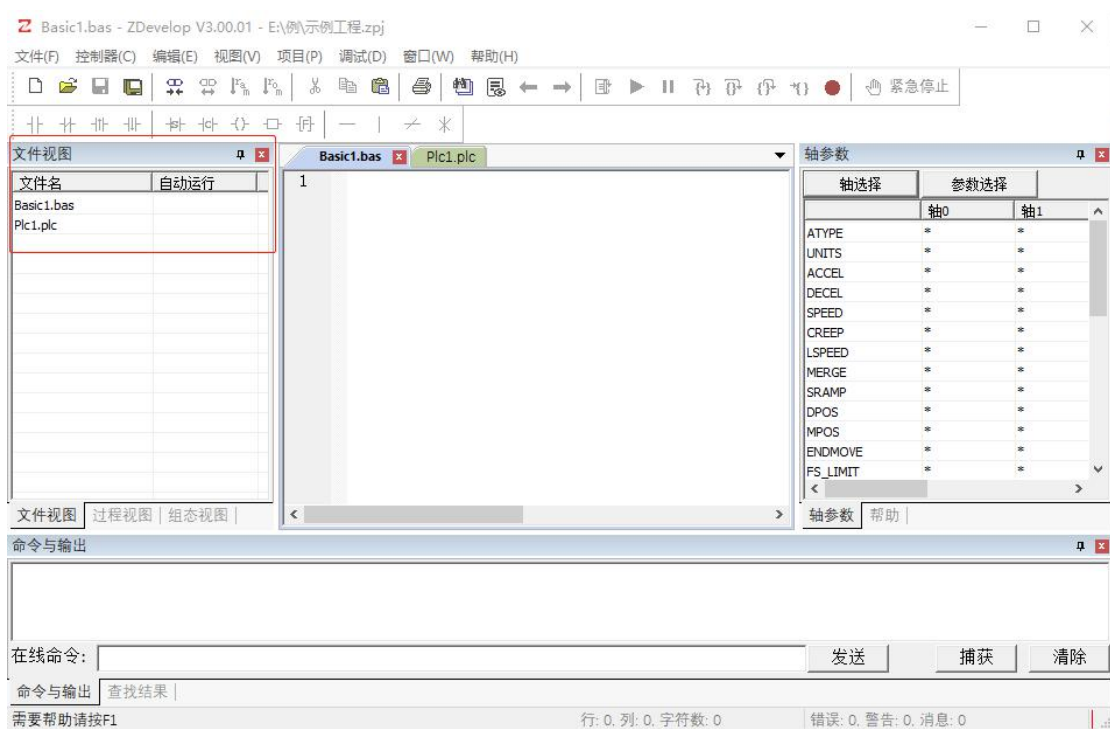 Basic1.bas - ZDevelop V3.00.01 - E:\例\示例工程.zpj
文件(F) 控制器(C) 编辑(E) 视图(V) 项目(P) 调试(D) 窗口(W) 帮助(H)
紧急停止
文件视图
文件名 自动运行
Basic1.bas
Plc1.plc
文件视图 过程视图 组态视图
Basic1.bas Plc1.plc
1
轴参数
轴选择 参数选择
轴0 轴1
ATYPE * *
UNITS * *
ACCEL * *
DECEL * *
SPEED * *
CREEP * *
LSPEED * *
MERGE * *
SRAMP * *
DPOS * *
MPOS * *
ENDMOVE * *
FS_LIMIT * *
轴参数 帮助
命令与输出
在线命令: 发送 捕获 清除
命令与输出 查找结果
需要帮助请按F1 行: 0, 列: 0, 字符数: 0 错误: 0, 警告: 0, 消息: 0